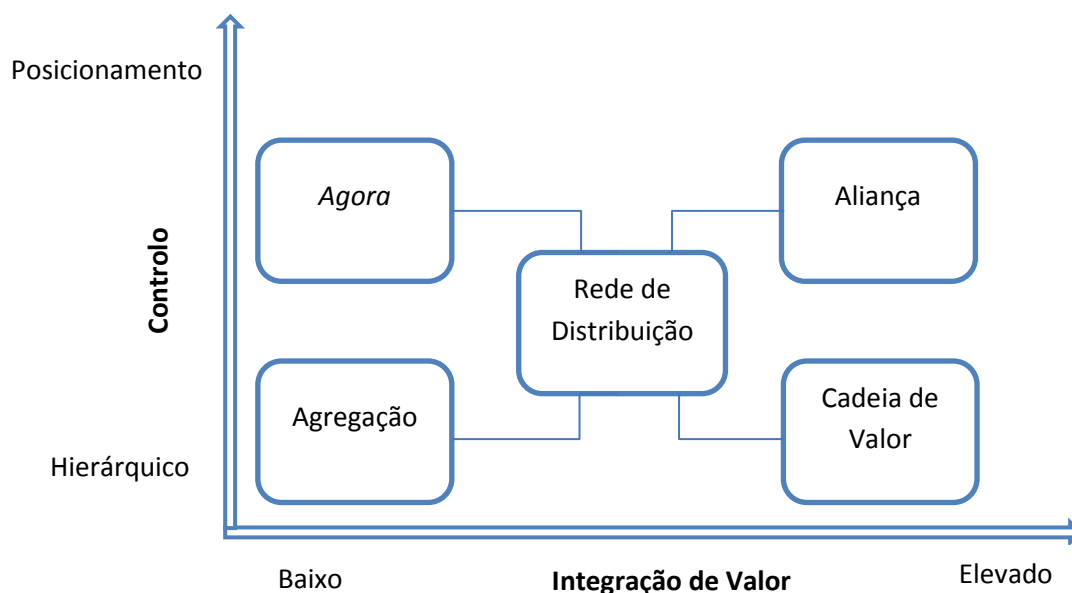 Posicionamento
Agora
Aliança
Controlo
Rede de
Distribuição
Agregação
Cadeia de
Valor
Hierárquico
Baixo
Integração de Valor
Elevado